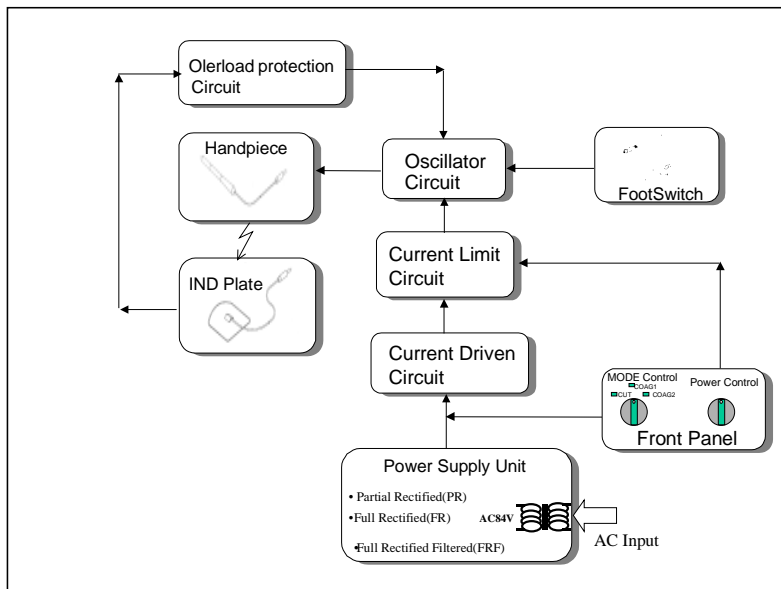 Olerload protection
Circuit
Handpiece
Oscillator
Circuit
FootSwitch
IND Plate
Current Limit
Circuit
Current Driven
Circuit
MODE Control
COAG1
CUT
COAG2
Power Control
Front Panel
Power Supply Unit
• Partial Rectified(PR)
• Full Rectified(FR)
AC84V
• Full Rectified Filtered(FRF)
AC Input